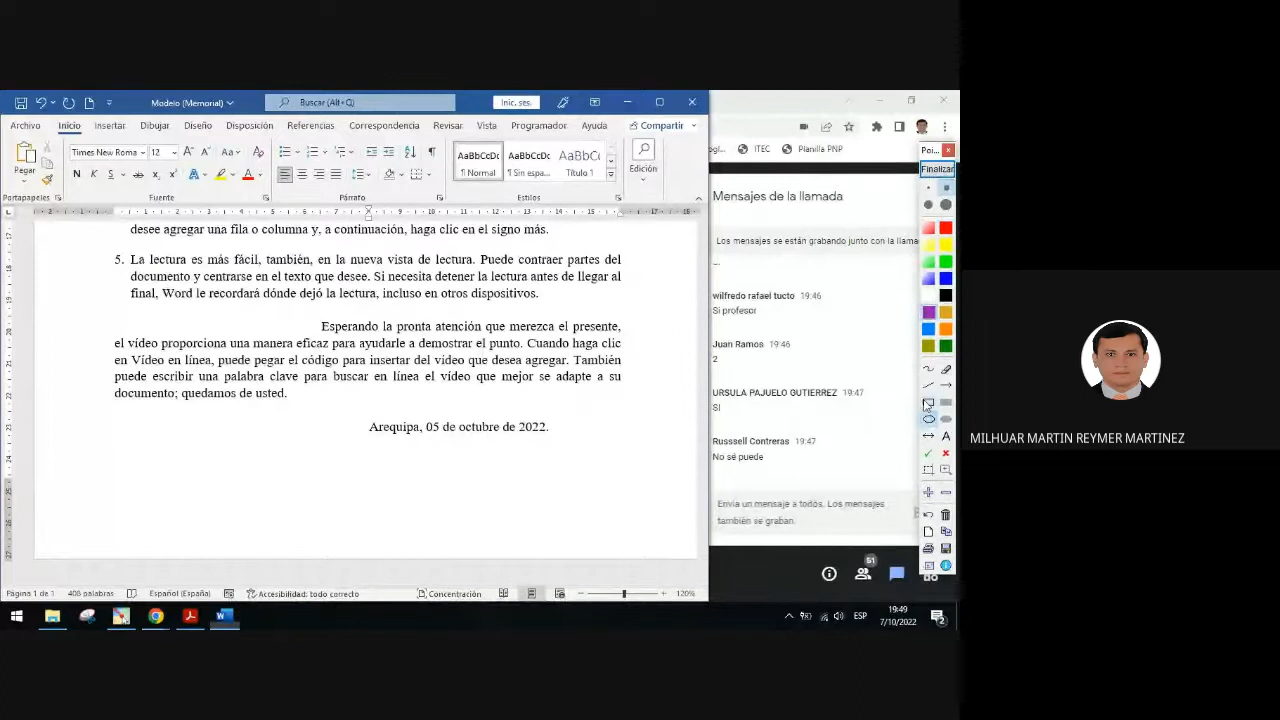 Modelo (Memorial)
Buscar (Alt+Q)
Inic. ses.
Archivo Inicio Insertar Dibujar Diseño Disposición Referencias Correspondencia Revisar Vista Programador Ayuda Compartir
Times New Roma 12
Pegar
N K S
AaBbCcDc AaBbCcDc AaBbC(
¶ Normal ¶ Sin espa... Título 1
Edición
Portapapeles Fuente Párrafo Estilos
desee agregar una fila o columna y, a continuación, haga clic en el signo más.
5. La lectura es más fácil, también, en la nueva vista de lectura. Puede contraer partes del
documento y centrarse en el texto que desee. Si necesita detener la lectura antes de llegar al
final, Word le recordará dónde dejó la lectura, incluso en otros dispositivos.
Esperando la pronta atención que merezca el presente,
el vídeo proporciona una manera eficaz para ayudarle a demostrar el punto. Cuando haga clic
en Vídeo en línea, puede pegar el código para insertar del vídeo que desea agregar. También
puede escribir una palabra clave para buscar en línea el vídeo que mejor se adapte a su
documento; quedamos de usted.
Arequipa, 05 de octubre de 2022.
Página 1 de 1 408 palabras Español (España) Accesibilidad: todo correcto Concentración 120%
ITEC Planilla PNP
Poi...
Finalizar
Mensajes de la llamada
Los mensajes se están grabando junto con la llama
wilfredo rafael tucto 19:46
Si profesor
Juan Ramos 19:46
2
URSULA PAJUELO GUTIERREZ 19:47
SI
Russsell Contreras 19:47
No sé puede
Envía un mensaje a todos. Los mensajes
también se graban.
51
ESP
19:49
7/10/2022
2
MILHUAR MARTIN REYMER MARTINEZ